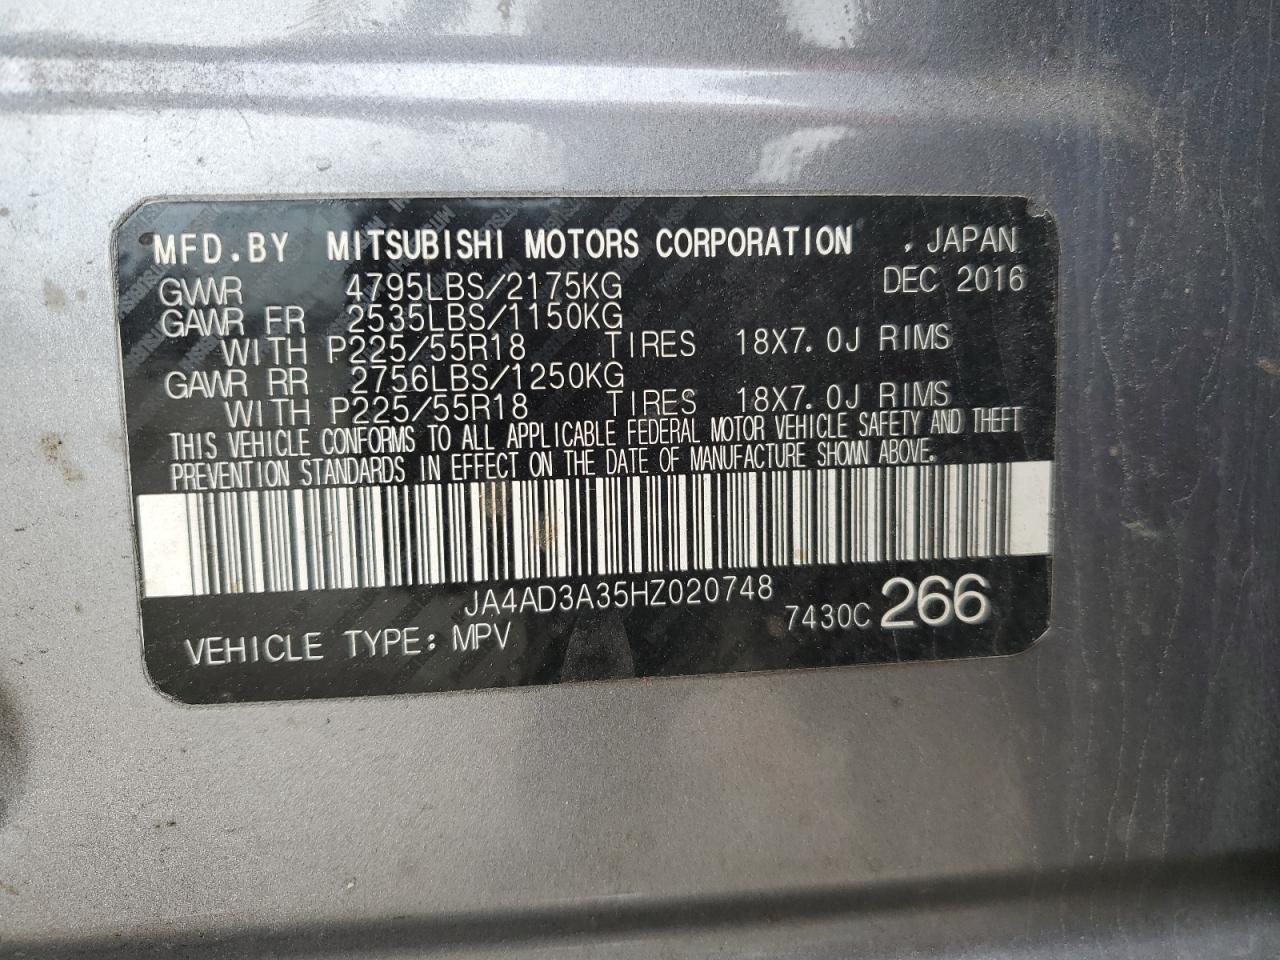 MFD.BY MITSUBISHI MOTORS CORPORATION , JAPAN
GVWR 4795LBS/2175KG DEC 2016
GAWR FR 2535LBS/1150KG
WITH P225/55R18 TIRES 18X7.0J RIMS
GAWR RR 2756LBS/1250KG
WITH P225/55R18 TIRES 18X7.0J RIMS
THIS VEHICLE CONFORMS TO ALL APPLICABLE FEDERAL MOTOR VEHICLE SAFETY AND THEFT
PREVENTION STANDARDS IN EFFECT ON THE DATE OF MANUFACTURE SHOWN ABOVE.
JA4AD3A35HZ020748
7430C 266
VEHICLE TYPE: MPV